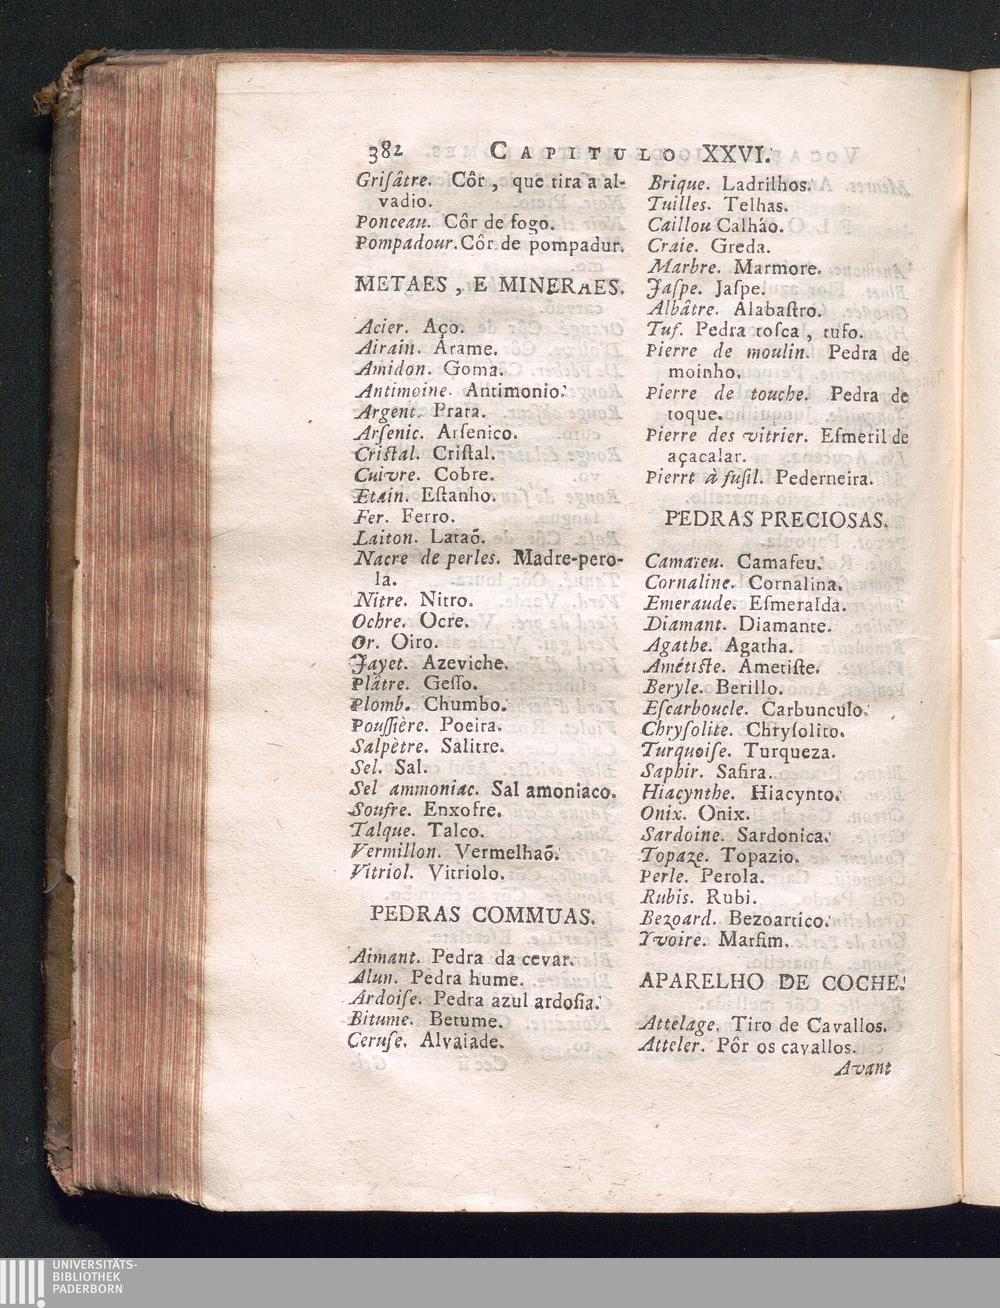 382 CAPITULO XXVI.
Griſâtre. Côr, que tira a al-
vadio.
Ponceau. Côr de fogo.
Pompadour. Côr de pompadur.
METAES, E MINERAES.
Acier. Aço.
Airain. Arame.
Amidon. Goma.
Antimoine. Antimonio.
Argent. Prata.
Arſenic. Arſenico.
Criſtal. Criſtal.
Cuivre. Cobre.
Etain. Eſtanho.
Fer. Ferro.
Laiton. Lataõ.
Nacre de perles. Madre-pero-
la.
Nitre. Nitro.
Ochre. Ocre.
Or. Oiro.
Jayet. Azeviche.
Plâtre. Geſſo.
Plomb. Chumbo.
Pouſſière. Poeira.
Salpètre. Salitre.
Sel. Sal.
Sel ammoniac. Sal amoniaco.
Soufre. Enxofre.
Talque. Talco.
Vermillon. Vermelhaõ.
Vitriol. Vitriolo.
PEDRAS COMMUAS.
Aimant. Pedra da cevar.
Alun. Pedra hume.
Ardoiſe. Pedra azul ardoſia.
Bitume. Betume.
Ceruſe. Alvaiade.
Brique. Ladrilhos.
Tuilles. Telhas.
Caillou Calháo.
Craie. Greda.
Marbre. Marmore.
Jaſpe. Jaſpe.
Albâtre. Alabaſtro.
Tuf. Pedra toſca, tufo.
Pierre de moulin. Pedra de
moinho.
Pierre de touche. Pedra de
toque.
Pierre des vitrier. Eſmeril de
açacalar.
Pierre à fuſil. Pederneira.
PEDRAS PRECIOSAS.
Camaïeu. Camafeu.
Cornaline. Cornalina.
Emeraude. Eſmeralda.
Diamant. Diamante.
Agathe. Agatha.
Amétiſte. Ametiſte.
Beryle. Berillo.
Eſcarboucle. Carbunculo.
Chryſolite. Chryſolito.
Turquoiſe. Turqueza.
Saphir. Safira.
Hiacynthe. Hiacynto.
Onix. Onix.
Sardoine. Sardonica.
Topaze. Topazio.
Perle. Perola.
Rubis. Rubi.
Bezoard. Bezoartico.
Yvoire. Marfim.
APARELHO DE COCHE.
Attelage. Tiro de Cavallos.
Atteler. Pôr os cavallos.
Avant
UNIVERSITÄTS-
BIBLIOTHEK
PADERBORN